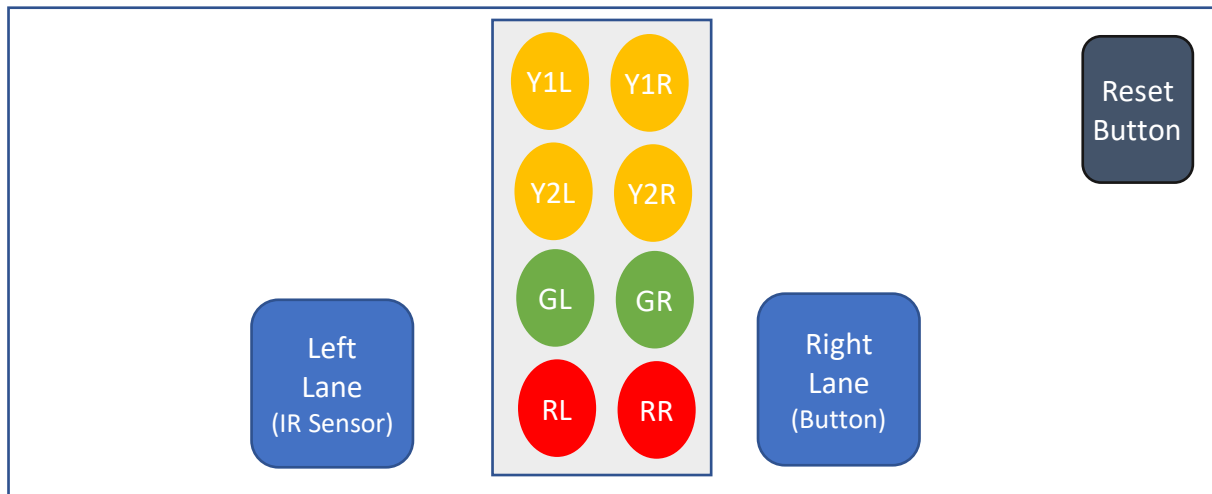 Y1L Y1R
Reset
Button
Y2L Y2R
GL GR
Left
Lane
(IR Sensor)
Right
Lane
(Button)
RL RR